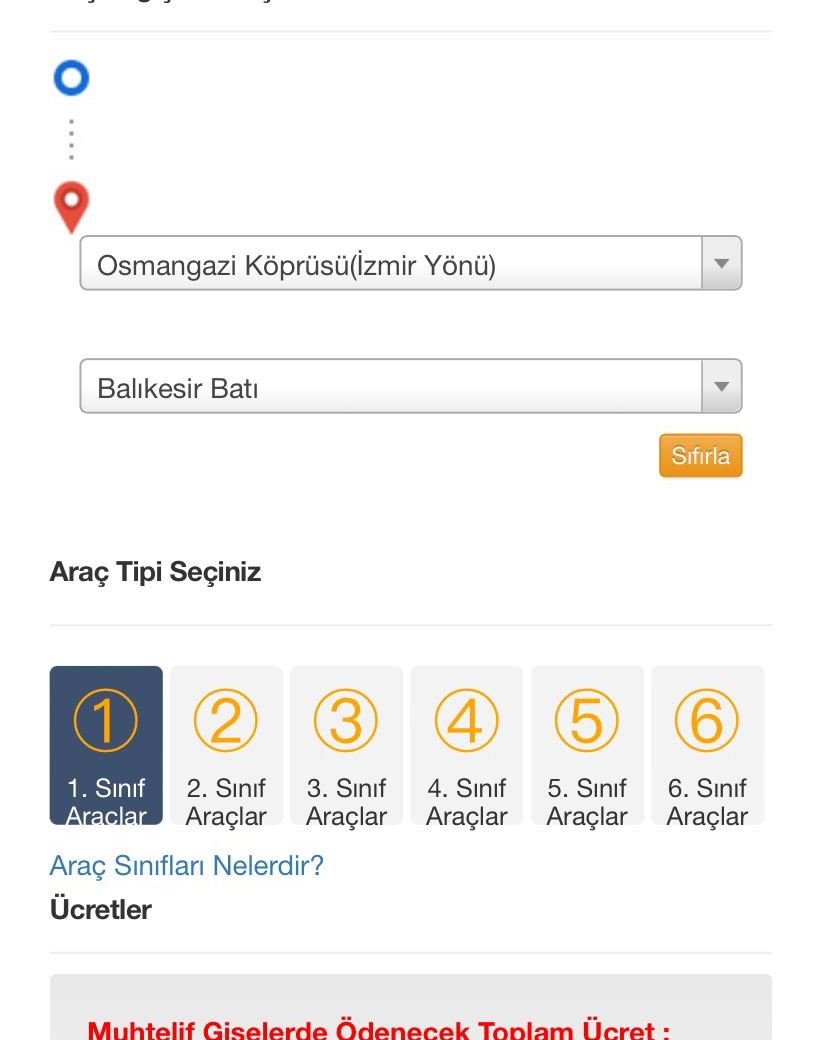 Osmangazi Köprüsü(İzmir Yönü)
Balıkesir Batı
Sıfırla
Araç Tipi Seçiniz
1 2 3 4 5 6
1. Sınıf 2. Sınıf 3. Sınıf 4. Sınıf 5. Sınıf 6. Sınıf
Araçlar Araçlar Araçlar Araçlar Araçlar Araçlar
Araç Sınıfları Nelerdir?
Ücretler
Muhtelif Gişelerde Ödenecek Toplam Ücret :